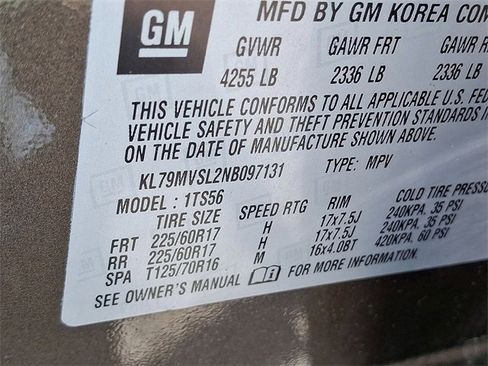 GM
MFD BY GM KOREA COM
GVWR GAWR FRT GAWR R
4255 LB 2336 LB 2336 LB
THIS VEHICLE CONFORMS TO ALL APPLICABLE U.S. FED
VEHICLE SAFETY AND THEFT PREVENTION STANDARDS IN
ON THE DATE OF MANUFACTURE SHOWN ABOVE.
KL79MVSL2NB097131 TYPE: MPV
MODEL : 1TS56
TIRE SIZE SPEED RTG RIM COLD TIRE PRESSU
FRT 225/60R17 H 17x7.5J 240KPA, 35 PSI
RR 225/60R17 H 17x7.5J 240KPA, 35 PSI
SPA T125/70R16 M 16x4.0BT 420KPA, 60 PSI
SEE OWNER'S MANUAL FOR MORE INFORMATION.